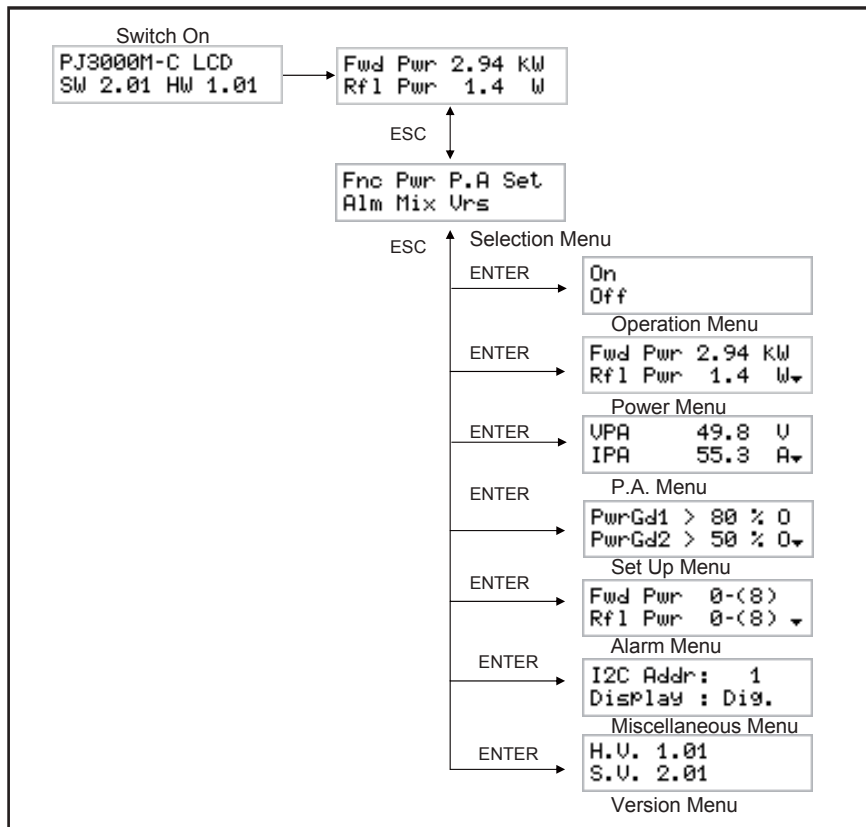 Switch On
PJ3000M-C LCD
SW 2.01 HW 1.01
Fwd Pwr 2.94 KW
Rfl Pwr 1.4 W
ESC
Fnc Pwr P.A Set
Alm Mix Vrs
ESC
Selection Menu
ENTER
On
Off
Operation Menu
ENTER
Fwd Pwr 2.94 KW
Rfl Pwr 1.4 W
Power Menu
ENTER
VPA 49.8 V
IPA 55.3 A
P.A. Menu
ENTER
PwrGd1 > 80 % O
PwrGd2 > 50 % O
Set Up Menu
ENTER
Fwd Pwr 0-(8)
Rfl Pwr 0-(8)
Alarm Menu
ENTER
I2C Addr: 1
Display : Dig.
Miscellaneous Menu
ENTER
H.V. 1.01
S.V. 2.01
Version Menu